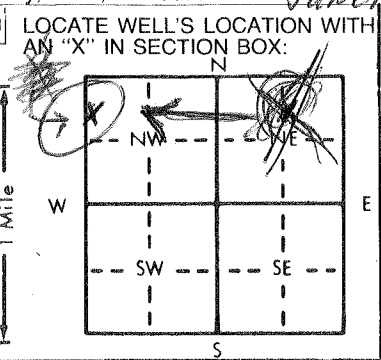 LOCATE WELL'S LOCATION WITH
AN "X" IN SECTION BOX:
N
X
NW NE
W E
1 Mile
SW SE
S